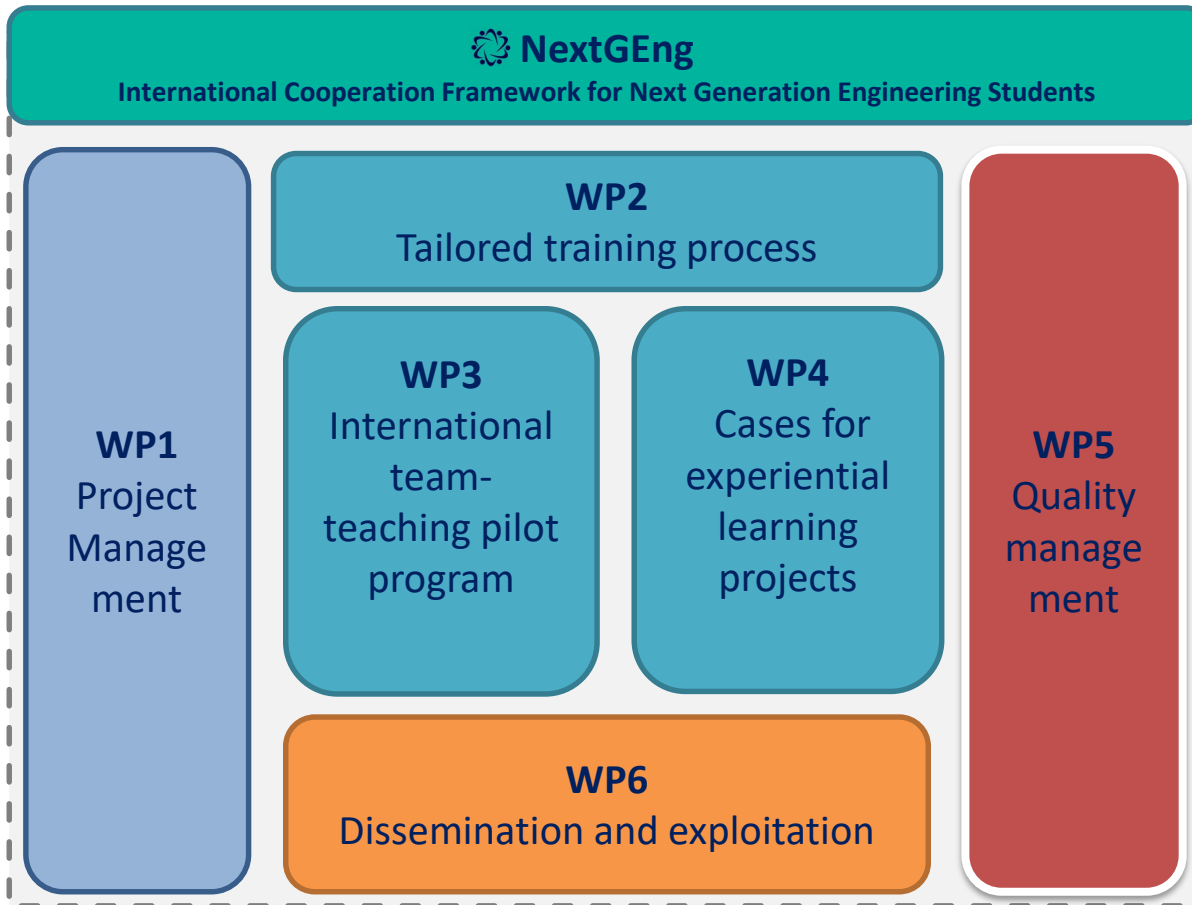 NextGEng
International Cooperation Framework for Next Generation Engineering Students
WP1
Project
Manage
ment
WP2
Tailored training process
WP3
International
team-
teaching pilot
program
WP4
Cases for
experiential
learning
projects
WP5
Quality
manage
ment
WP6
Dissemination and exploitation